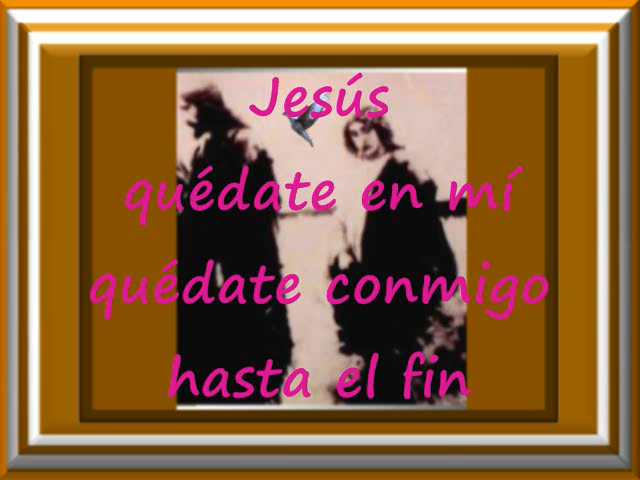 Jesús
quédate en mí
quédate conmigo
hasta el fin